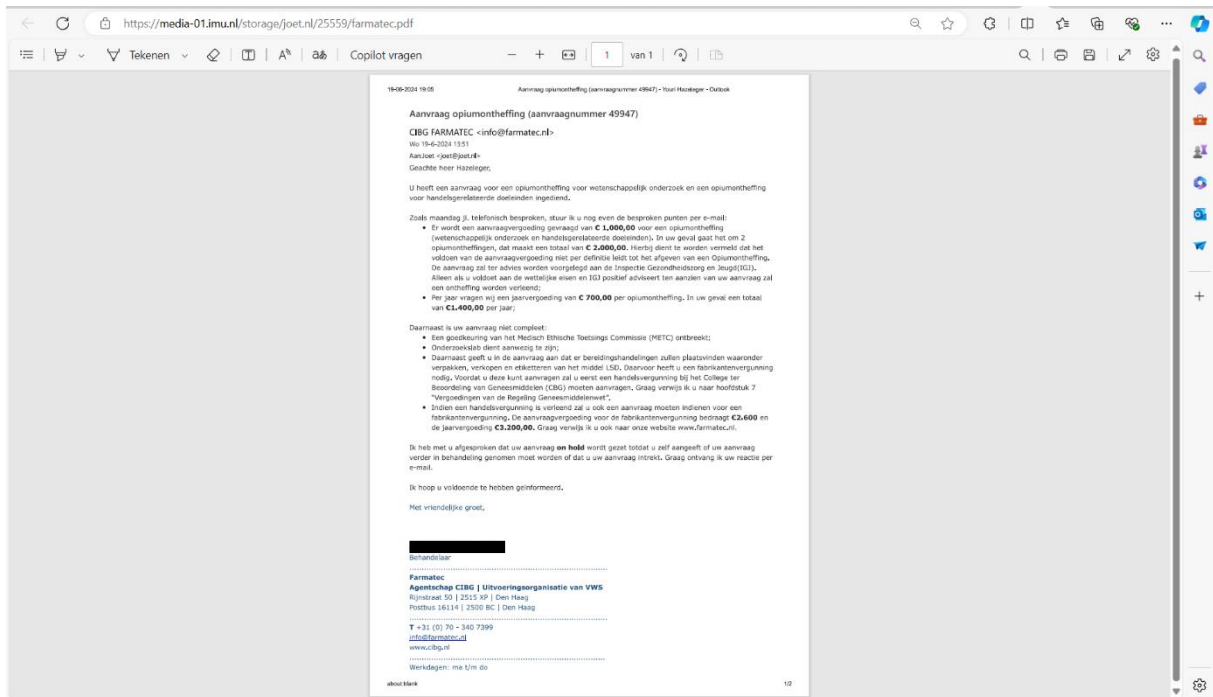 https://media-01.imu.nl/storage/joet.nl/25559/farmatec.pdf
Tekenen
Copilot vragen
1 van 1
19-06-2024 19:05 Aanvraag opiumontheffing (aanvraagnummer 49947) - Youri Hazeleger - Outlook
Aanvraag opiumontheffing (aanvraagnummer 49947)
CIBG FARMATEC <info@farmatec.nl>
Wo 19-6-2024 13:51
Aan:Joet <joet@joet.nl>
Geachte heer Hazeleger,
U heeft een aanvraag voor een opiumontheffing voor wetenschappelijk onderzoek en een opiumontheffing
voor handelsgerelateerde doeleinden ingediend.
Zoals maandag jl. telefonisch besproken, stuur ik u nog even de besproken punten per e-mail:
• Er wordt een aanvraagvergoeding gevraagd van € 1.000,00 voor een opiumontheffing
(wetenschappelijk onderzoek en handelsgerelateerde doeleinden). In uw geval gaat het om 2
opiumontheffingen, dat maakt een totaal van € 2.000,00. Hierbij dient te worden vermeld dat het
voldoen van de aanvraagvergoeding niet per definitie leidt tot het afgeven van een Opiumontheffing.
De aanvraag zal ter advies worden voorgelegd aan de Inspectie Gezondheidszorg en Jeugd(IGJ).
Alleen als u voldoet aan de wettelijke eisen en IGJ positief adviseert ten aanzien van uw aanvraag zal
een ontheffing worden verleend;
• Per jaar vragen wij een jaarvergoeding van € 700,00 per opiumontheffing. In uw geval een totaal
van €1.400,00 per jaar;
Daarnaast is uw aanvraag niet compleet:
• Een goedkeuring van het Medisch Ethische Toetsings Commissie (METC) ontbreekt;
• Onderzoekslab dient aanwezig te zijn;
• Daarnaast geeft u in de aanvraag aan dat er bereidingshandelingen zullen plaatsvinden waaronder
verpakken, verkopen en etiketteren van het middel LSD. Daarvoor heeft u een fabrikantenvergunning
nodig. Voordat u deze kunt aanvragen zal u eerst een handelsvergunning bij het College ter
Beoordeling van Geneesmiddelen (CBG) moeten aanvragen. Graag verwijs ik u naar hoofdstuk 7
"Vergoedingen van de Regeling Geneesmiddelenwet".
• Indien een handelsvergunning is verleend zal u ook een aanvraag moeten indienen voor een
fabrikantenvergunning. De aanvraagvergoeding voor de fabrikantenvergunning bedraagt €2.600 en
de jaarvergoeding €3.200,00. Graag verwijs ik u ook naar onze website www.farmatec.nl.
Ik heb met u afgesproken dat uw aanvraag on hold wordt gezet totdat u zelf aangeeft of uw aanvraag
verder in behandeling genomen moet worden of dat u uw aanvraag intrekt. Graag ontvang ik uw reactie per
e-mail.
Ik hoop u voldoende te hebben geïnformeerd.
Met vriendelijke groet,
Behandelaar
Farmatec
Agentschap CIBG | Uitvoeringsorganisatie van VWS
Rijnstraat 50 | 2515 XP | Den Haag
Postbus 16114 | 2500 BC | Den Haag
T +31 (0) 70 - 340 7399
info@farmatec.nl
www.cibg.nl
Werkdagen: ma t/m do
about:blank 1/2